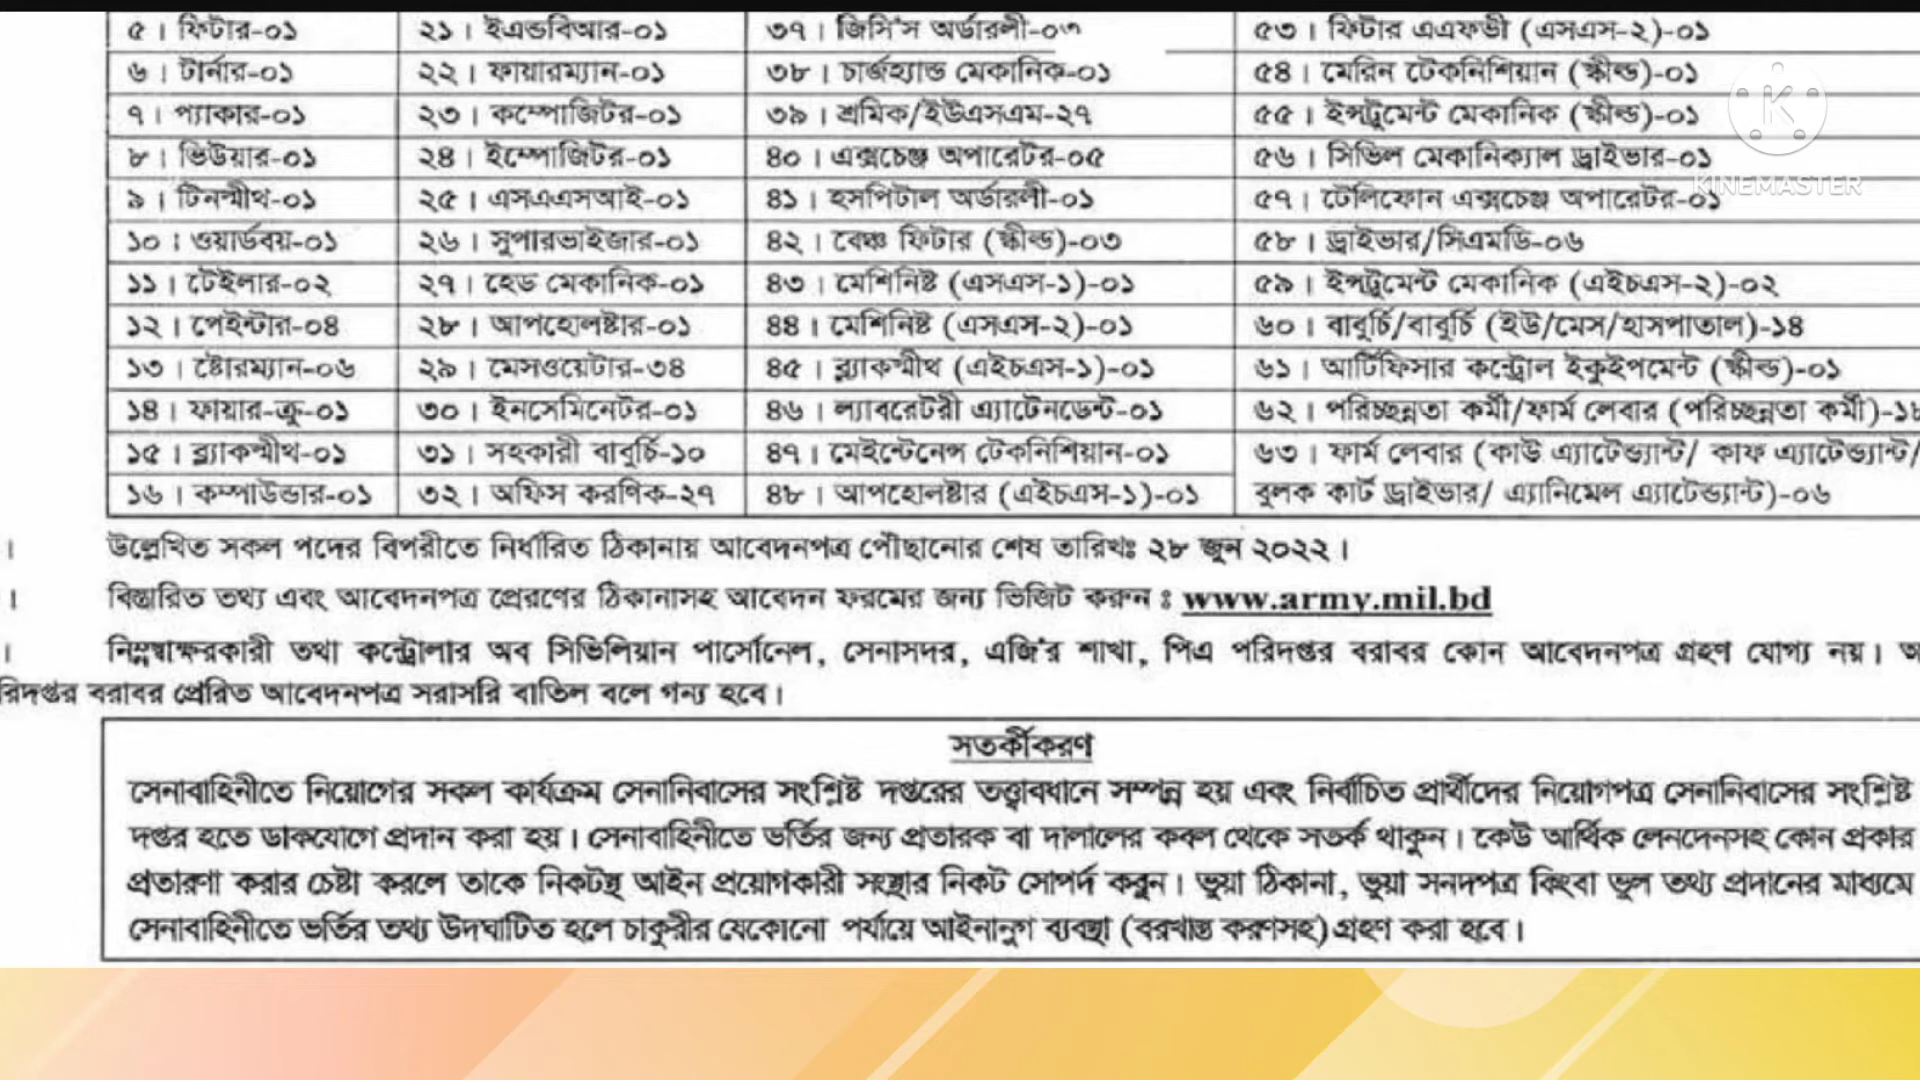 ৫। ফিটার-০১ ২১। ইএন্ডবিআর-০১ ৩৭। জিসি'স অর্ডারলী-০৩ ৫৩। ফিটার এএফভী (এসএস-২)-০১
৬। টার্নার-০১ ২২। ফায়ারম্যান-০১ ৩৮। চার্জহ্যান্ড মেকানিক-০১ ৫৪। মেরিন টেকনিশিয়ান (স্কীল্ড)-০১
৭। প্যাকার-০১ ২৩। কম্পোজিটর-০১ ৩৯। শ্রমিক/ইউএসএম-২৭ ৫৫। ইন্সট্রুমেন্ট মেকানিক (স্কীল্ড)-০১
৮। ভিউয়ার-০১ ২৪। ইম্পোজিটর-০১ ৪০। এক্সচেঞ্জ অপারেটর-০৫ ৫৬। সিভিল মেকানিক্যাল ড্রাইভার-০১
KINEMASTER
৯। টিনস্মীথ-০১ ২৫। এসএএসআই-০১ ৪১। হসপিটাল অর্ডারলী-০১ ৫৭। টেলিফোন এক্সচেঞ্জ অপারেটর-০১
১০। ওয়ার্ডবয়-০১ ২৬। সুপারভাইজার-০১ ৪২। বেঞ্চ ফিটার (স্কীল্ড)-০৩ ৫৮। ড্রাইভার/সিএমডি-০৬
১১। টেইলার-০২ ২৭। হেড মেকানিক-০১ ৪৩। মেশিনিষ্ট (এসএস-১)-০১ ৫৯। ইন্সট্রুমেন্ট মেকানিক (এইচএস-২)-০২
১২। পেইন্টার-০৪ ২৮। আপহোলষ্টার-০১ ৪৪। মেশিনিষ্ট (এসএস-২)-০১ ৬০। বাবুর্চি/বাবুর্চি (ইউ/মেস/হাসপাতাল)-১৪
১৩। ষ্টোরম্যান-০৬ ২৯। মেসওয়েটার-৩৪ ৪৫। ব্ল্যাকস্মীথ (এইচএস-১)-০১ ৬১। আর্টিফিসার কন্ট্রোল ইকুইপমেন্ট (স্কীল্ড)-০১
১৪। ফায়ার-ক্রু-০১ ৩০। ইনসেমিনেটর-০১ ৪৬। ল্যাবরেটরী এ্যাটেনডেন্ট-০১ ৬২। পরিচ্ছন্নতা কর্মী/ফার্ম লেবার (পরিচ্ছন্নতা কর্মী)-১৮
১৫। ব্ল্যাকস্মীথ-০১ ৩১। সহকারী বাবুর্চি-১০ ৪৭। মেইন্টেনেন্স টেকনিশিয়ান-০১ ৬৩। ফার্ম লেবার (কাউ এ্যাটেন্ড্যান্ট/ কাফ এ্যাটেন্ড্যান্ট/
১৬। কম্পাউন্ডার-০১ ৩২। অফিস করণিক-২৭ ৪৮। আপহোলষ্টার (এইচএস-১)-০১ বুলক কার্ট ড্রাইভার/ এ্যানিমেল এ্যাটেন্ড্যান্ট)-০৬
। উল্লেখিত সকল পদের বিপরীতে নির্ধারিত ঠিকানায় আবেদনপত্র পৌছানোর শেষ তারিখঃ ২৮ জুন ২০২২।
। বিস্তারিত তথ্য এবং আবেদনপত্র প্রেরণের ঠিকানাসহ আবেদন ফরমের জন্য ভিজিট করুন ঃ www.army.mil.bd
। নিম্নস্বাক্ষরকারী তথা কন্ট্রোলার অব সিভিলিয়ান পার্সোনেল, সেনাসদর, এজি'র শাখা, পিএ পরিদপ্তর বরাবর কোন আবেদনপত্র গ্রহণ যোগ্য নয়। অ
রিদপ্তর বরাবর প্রেরিত আবেদনপত্র সরাসরি বাতিল বলে গন্য হবে।
সতর্কীকরণ
সেনাবাহিনীতে নিয়োগের সকল কার্যক্রম সেনানিবাসের সংশ্লিষ্ট দপ্তরের তত্ত্বাবধানে সম্পন্ন হয় এবং নির্বাচিত প্রার্থীদের নিয়োগপত্র সেনানিবাসের সংশ্লিষ্ট
দপ্তর হতে ডাকযোগে প্রদান করা হয়। সেনাবাহিনীতে ভর্তির জন্য প্রতারক বা দালালের কবল থেকে সতর্ক থাকুন। কেউ আর্থিক লেনদেনসহ কোন প্রকার
প্রতারণা করার চেষ্টা করলে তাকে নিকটস্থ আইন প্রয়োগকারী সংস্থার নিকট সোপর্দ করুন। ভুয়া ঠিকানা, ভুয়া সনদপত্র কিংবা ভুল তথ্য প্রদানের মাধ্যমে
সেনাবাহিনীতে ভর্তির তথ্য উদঘাটিত হলে চাকুরীর যেকোনো পর্যায়ে আইনানুগ ব্যবস্থা (বরখাস্ত করণসহ) গ্রহণ করা হবে।